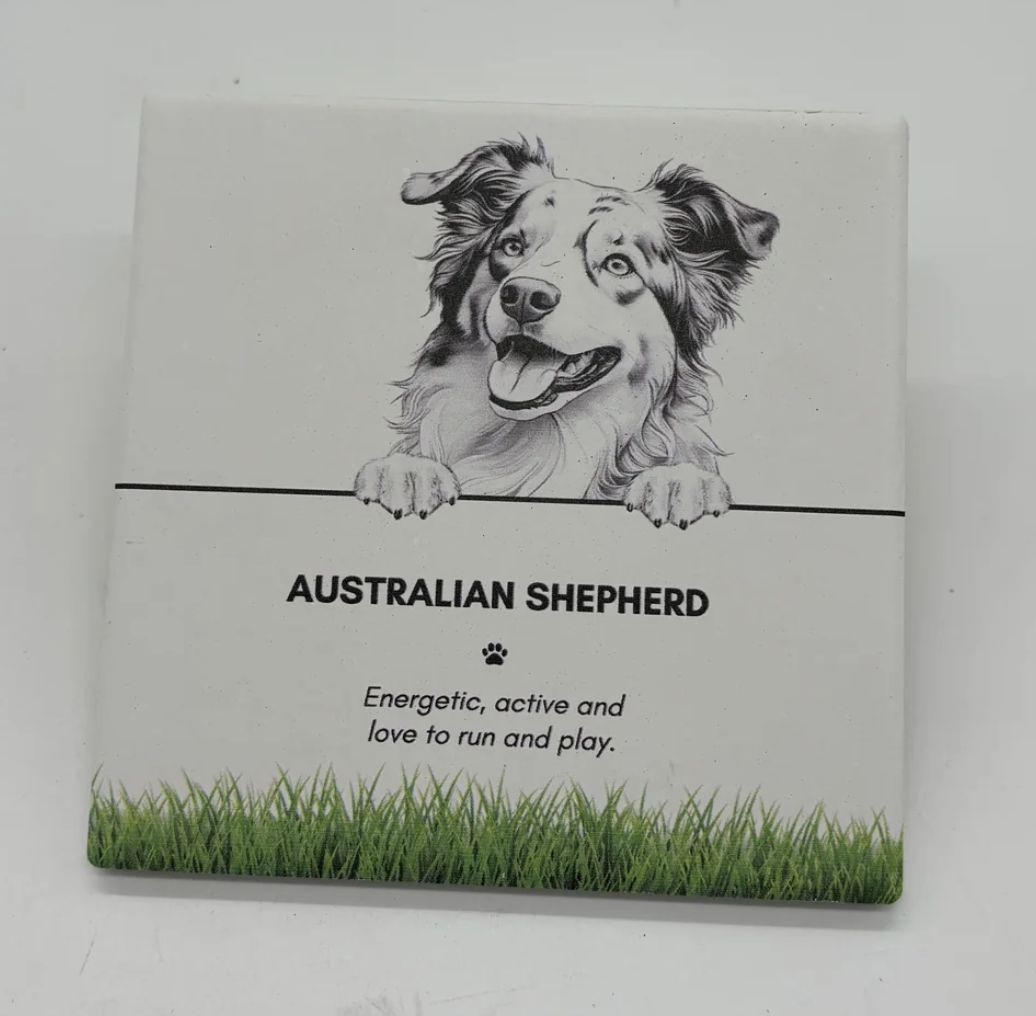 AUSTRALIAN SHEPHERD
Energetic, active and
love to run and play.